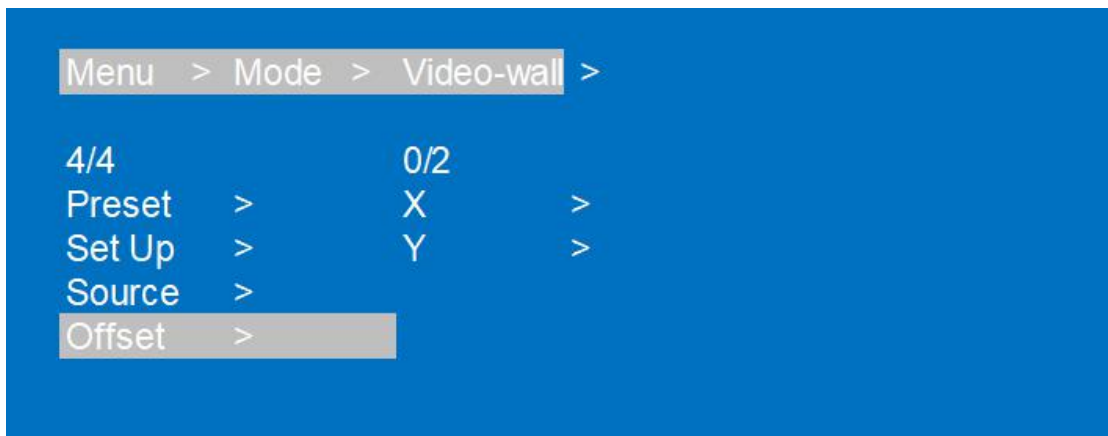 Menu > Mode > Video-wall >
4/4 0/2
Preset > X >
Set Up > Y >
Source >
Offset >